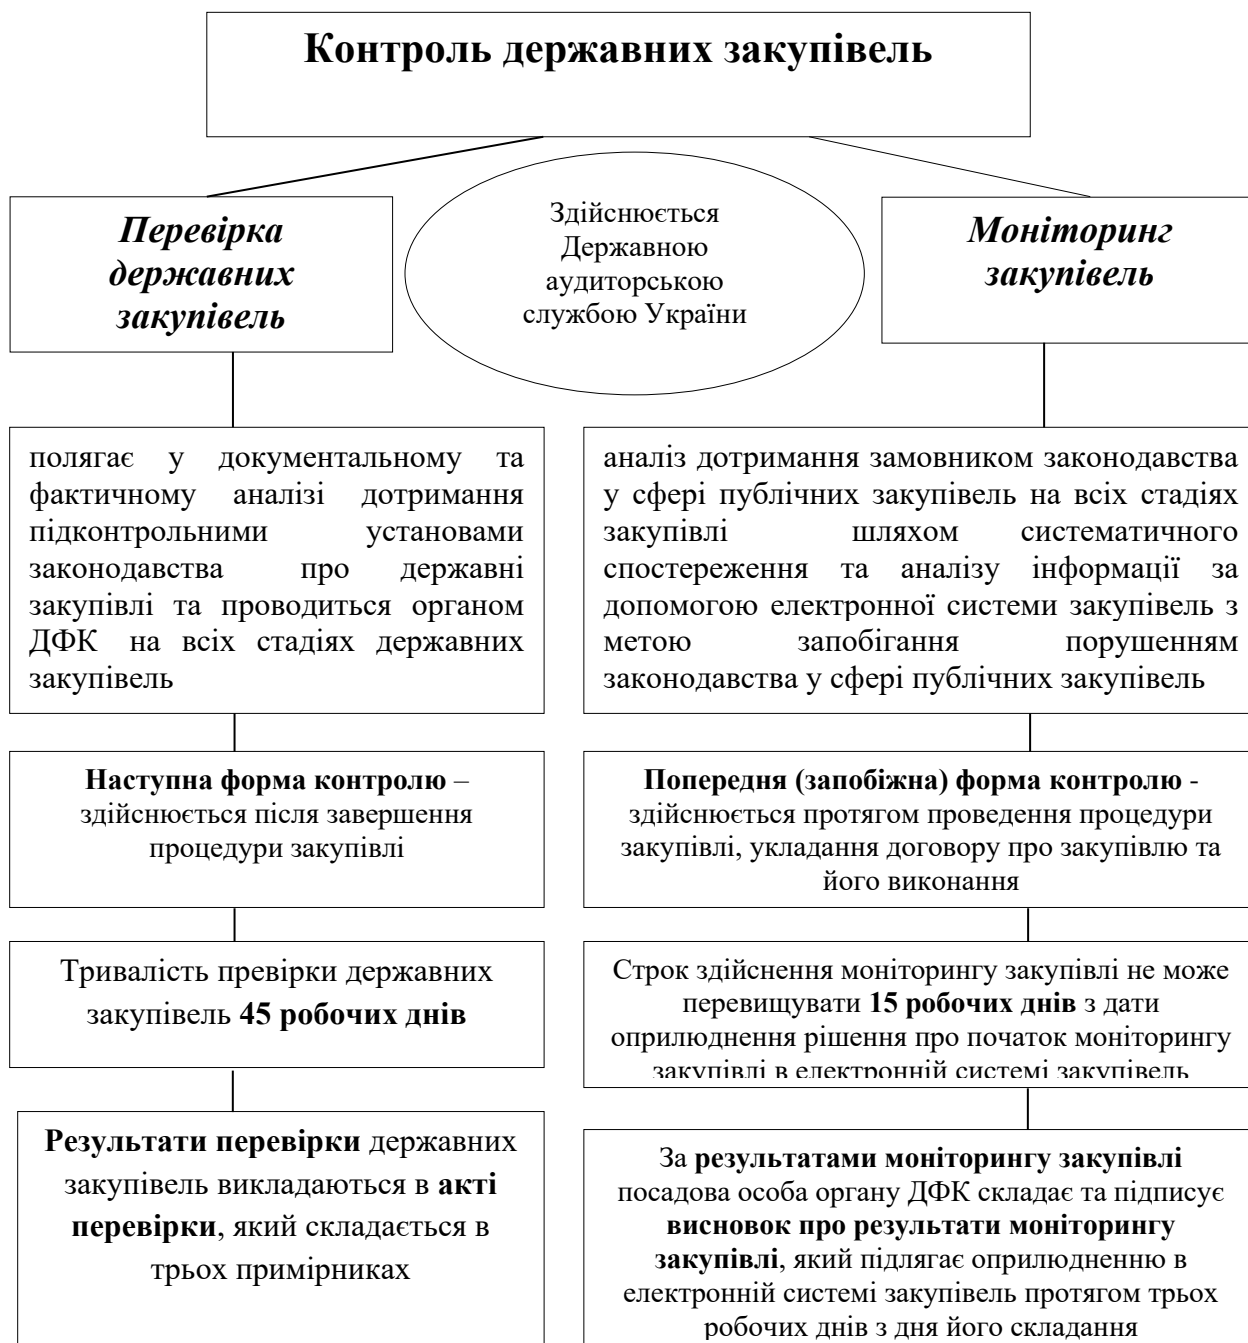 Контроль державних закупівель
Перевірка
державних
закупівель
Здійснюється
Державною
аудиторською
службою України
Моніторинг
закупівель
полягає у документальному та
фактичному аналізі дотримання
підконтрольними установами
законодавства про державні
закупівлі та проводиться органом
ДФК на всіх стадіях державних
закупівель
аналіз дотримання замовником законодавства
у сфері публічних закупівель на всіх стадіях
закупівлі шляхом систематичного
спостереження та аналізу інформації за
допомогою електронної системи закупівель з
метою запобігання порушенням
законодавства у сфері публічних закупівель
Наступна форма контролю –
здійснюється після завершення
процедури закупівлі
Попередня (запобіжна) форма контролю -
здійснюється протягом проведення процедури
закупівлі, укладання договору про закупівлю та
його виконання
Тривалість превірки державних
закупівель 45 робочих днів
Строк здійснення моніторингу закупівлі не може
перевищувати 15 робочих днів з дати
оприлюднення рішення про початок моніторингу
закупівлі в електронній системі закупівель
Результати перевірки державних
закупівель викладаються в акті
перевірки, який складається в
трьох примірниках
За результатами моніторингу закупівлі
посадова особа органу ДФК складає та підписує
висновок про результати моніторингу
закупівлі, який підлягає оприлюдненню в
електронній системі закупівель протягом трьох
робочих днів з дня його складання